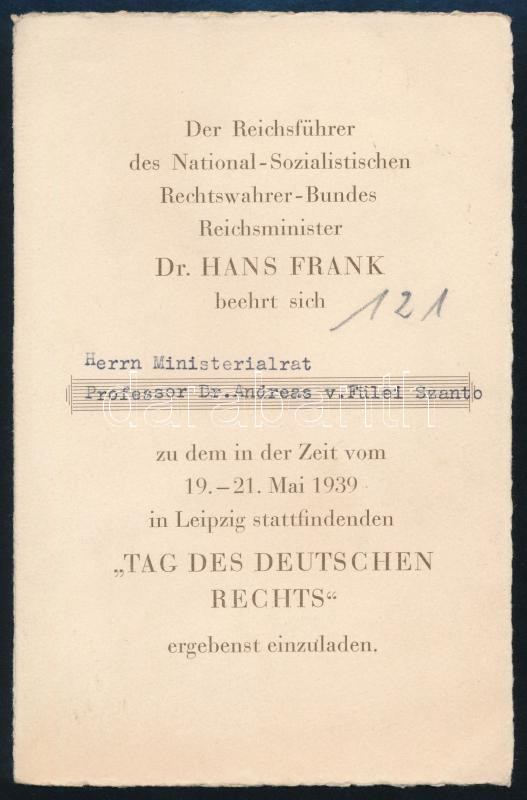 Der Reichsführer
des National-Sozialistischen
Rechtswahrer-Bundes
Reichsminister
Dr. HANS FRANK
beehrt sich
121
Herrn Ministerialrat
Professor Dr.Andreas v.Fülei Szanto
darabanth
zu dem in der Zeit vom
19.–21. Mai 1939
in Leipzig stattfindenden
„TAG DES DEUTSCHEN
RECHTS“
ergebenst einzuladen.